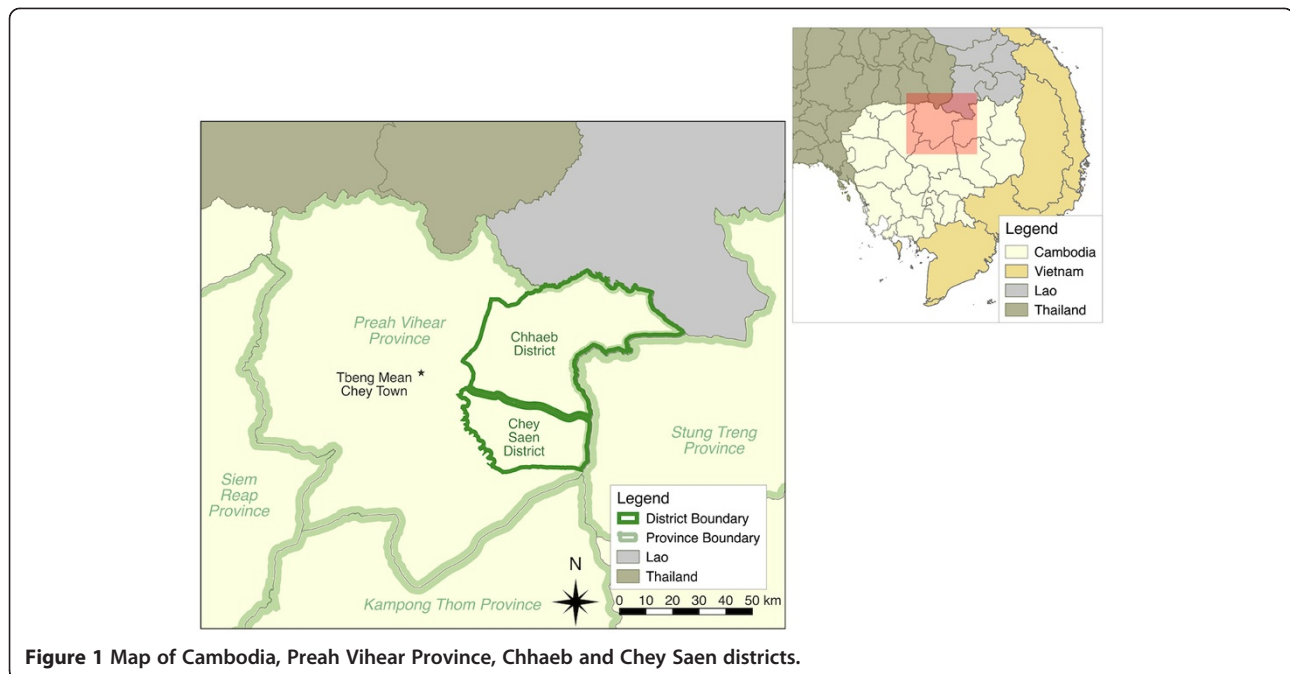 Legend
Cambodia
Vietnam
Lao
Thailand
Preah Vihear
Province
Chhaeb
District
Tbeng Mean
Chey Town
Chey
Saen
District
Stung Treng
Province
Siem
Reap
Province
Kampong Thom Province
Legend
District Boundary
Province Boundary
Lao
Thailand
N
0 10 20 30 40 50 km
Figure 1 Map of Cambodia, Preah Vihear Province, Chhaeb and Chey Saen districts.